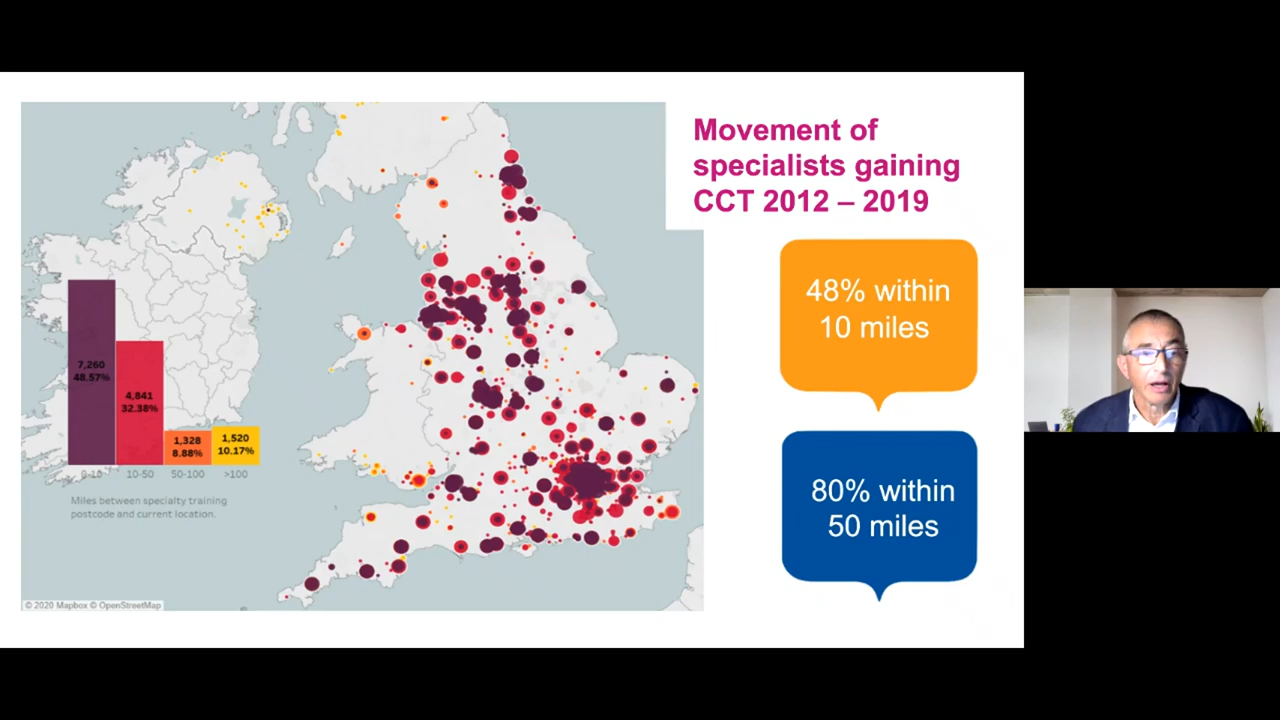 Movement of
specialists gaining
CCT 2012 – 2019
48% within
10 miles
80% within
50 miles
7,260
48.57%
4,841
32.38%
1,328
8.88%
1,520
10.17%
0-10
10-50
50-100
>100
Miles between specialty training
postcode and current location.
© 2020 Mapbox © OpenStreetMap